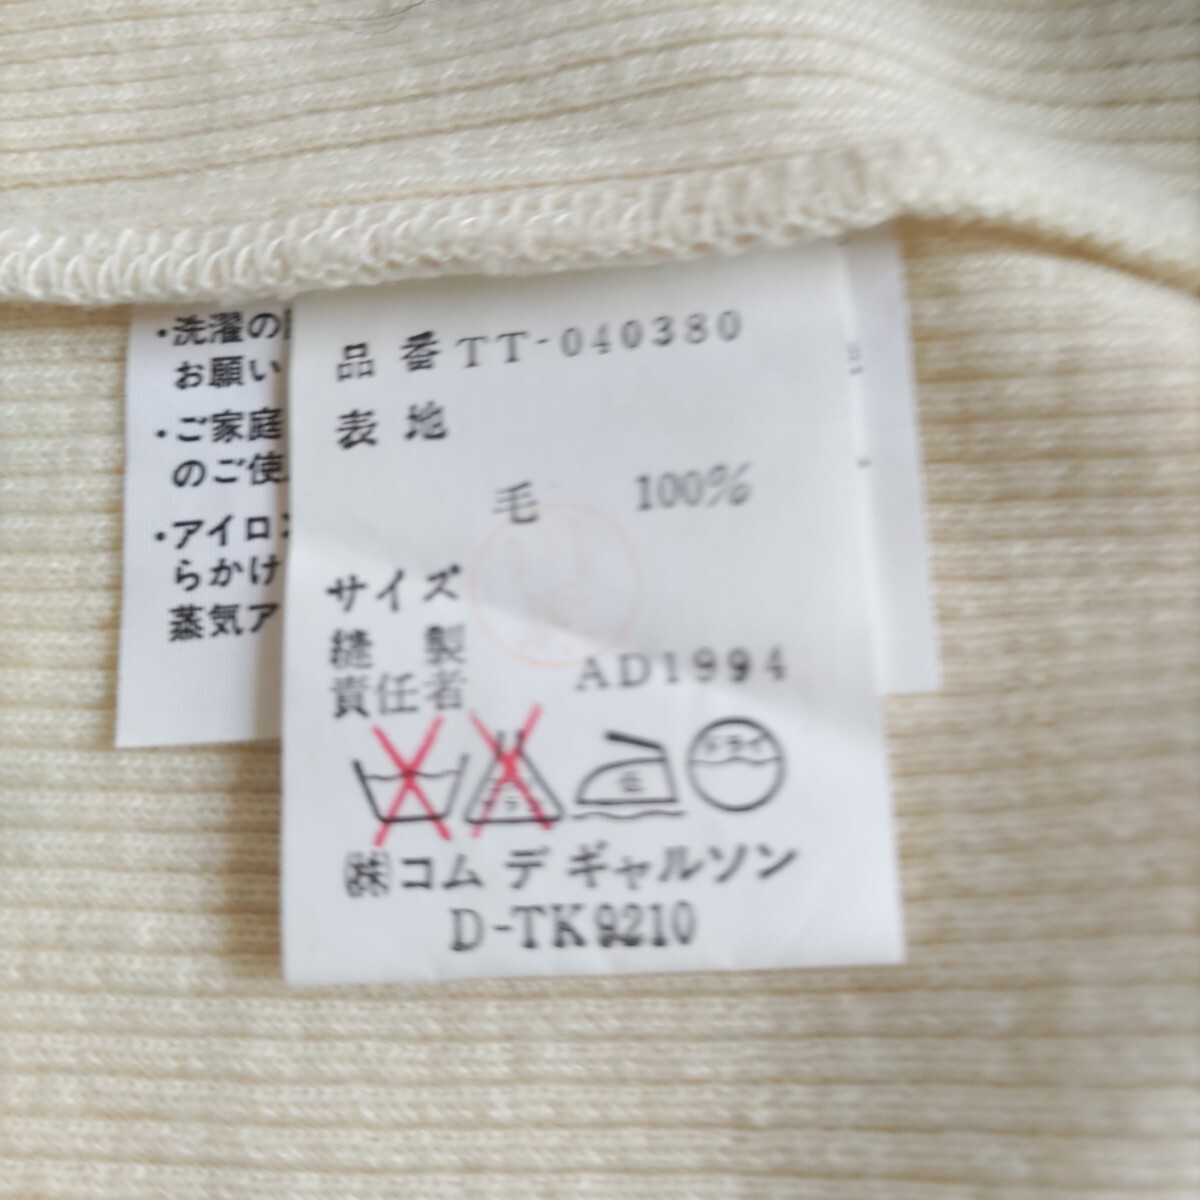 ・洗濯の
お願い
・ご家庭
のご使
・アイロン
らかけ
蒸気ア
品 番 TT-040380
表 地
毛 100%
サイズ
縫 製
責任者 AD1994
ドライ
㈱コム デ ギャルソン
D-TK9210